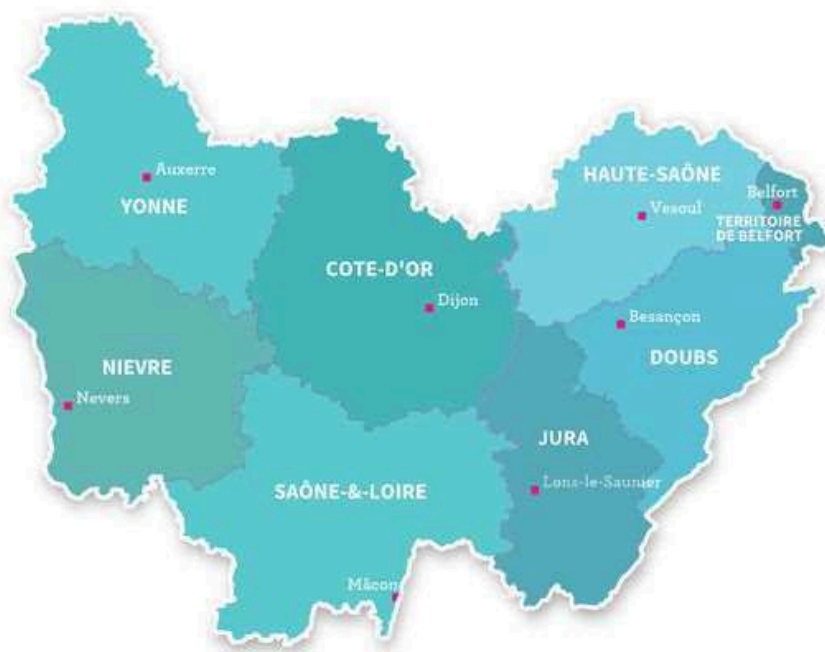 Auxerre
YONNE
HAUTE-SAÔNE
Belfort
Vesoul
TERRITOIRE
DE BELFORT
COTE-D'OR
Dijon
Besançon
DOUBS
NIEVRE
Nevers
JURA
Lons-le-Saunier
SAÔNE-&-LOIRE
Mâcon